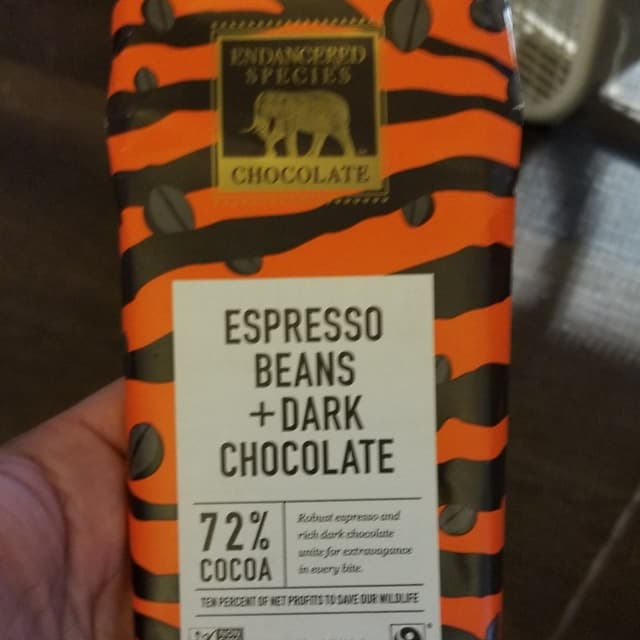 ENDANGERED
SPECIES
CHOCOLATE
ESPRESSO
BEANS
+DARK
CHOCOLATE
72%
COCOA
Robust espresso and
rich dark chocolate
unite for extravagance
in every bite.
TEN PERCENT OF NET PROFITS TO SAVE OUR WILDLIFE